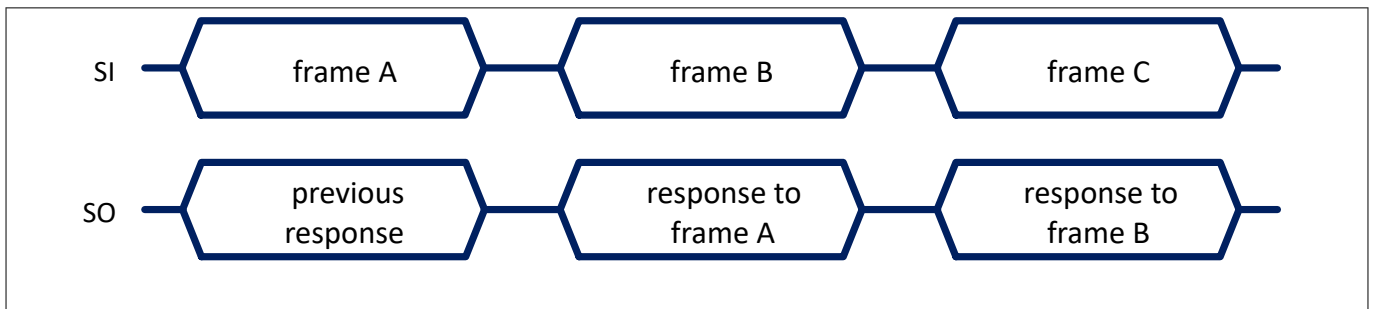 SI
frame A
frame B
frame C
SO
previous
response
response to
frame A
response to
frame B